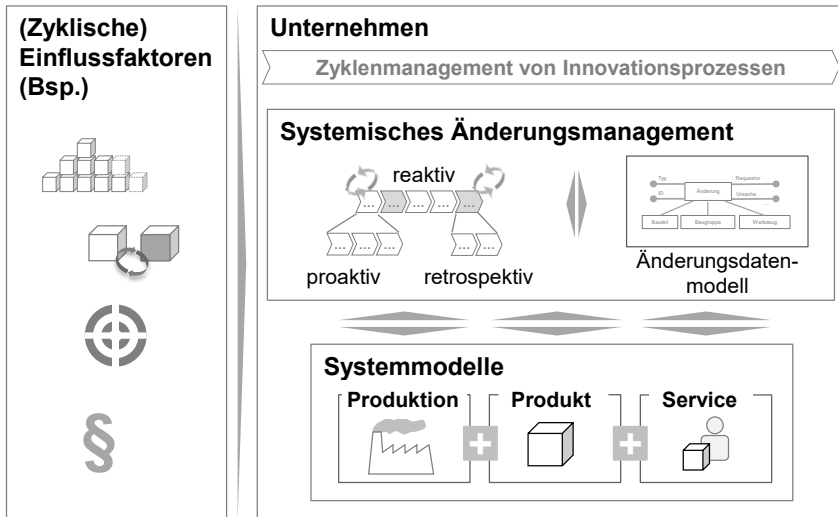 (Zyklische)
Einflussfaktoren
(Bsp.)
§
Unternehmen
Zyklenmanagement von Innovationsprozessen
Systemisches Änderungsmanagement
reaktiv
... ... ... ... ...
... ... ...
... ...
proaktiv
retrospektiv
Typ
Requestor
ID
Änderung
Ursache
...
Bauteil
Baugruppe
Werkzeug
Änderungsdaten-
modell
Systemmodelle
Produktion
+
Produkt
+
Service